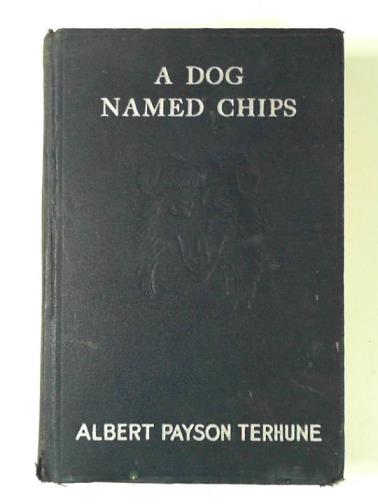 A DOG
NAMED CHIPS
ALBERT PAYSON TERHUNE